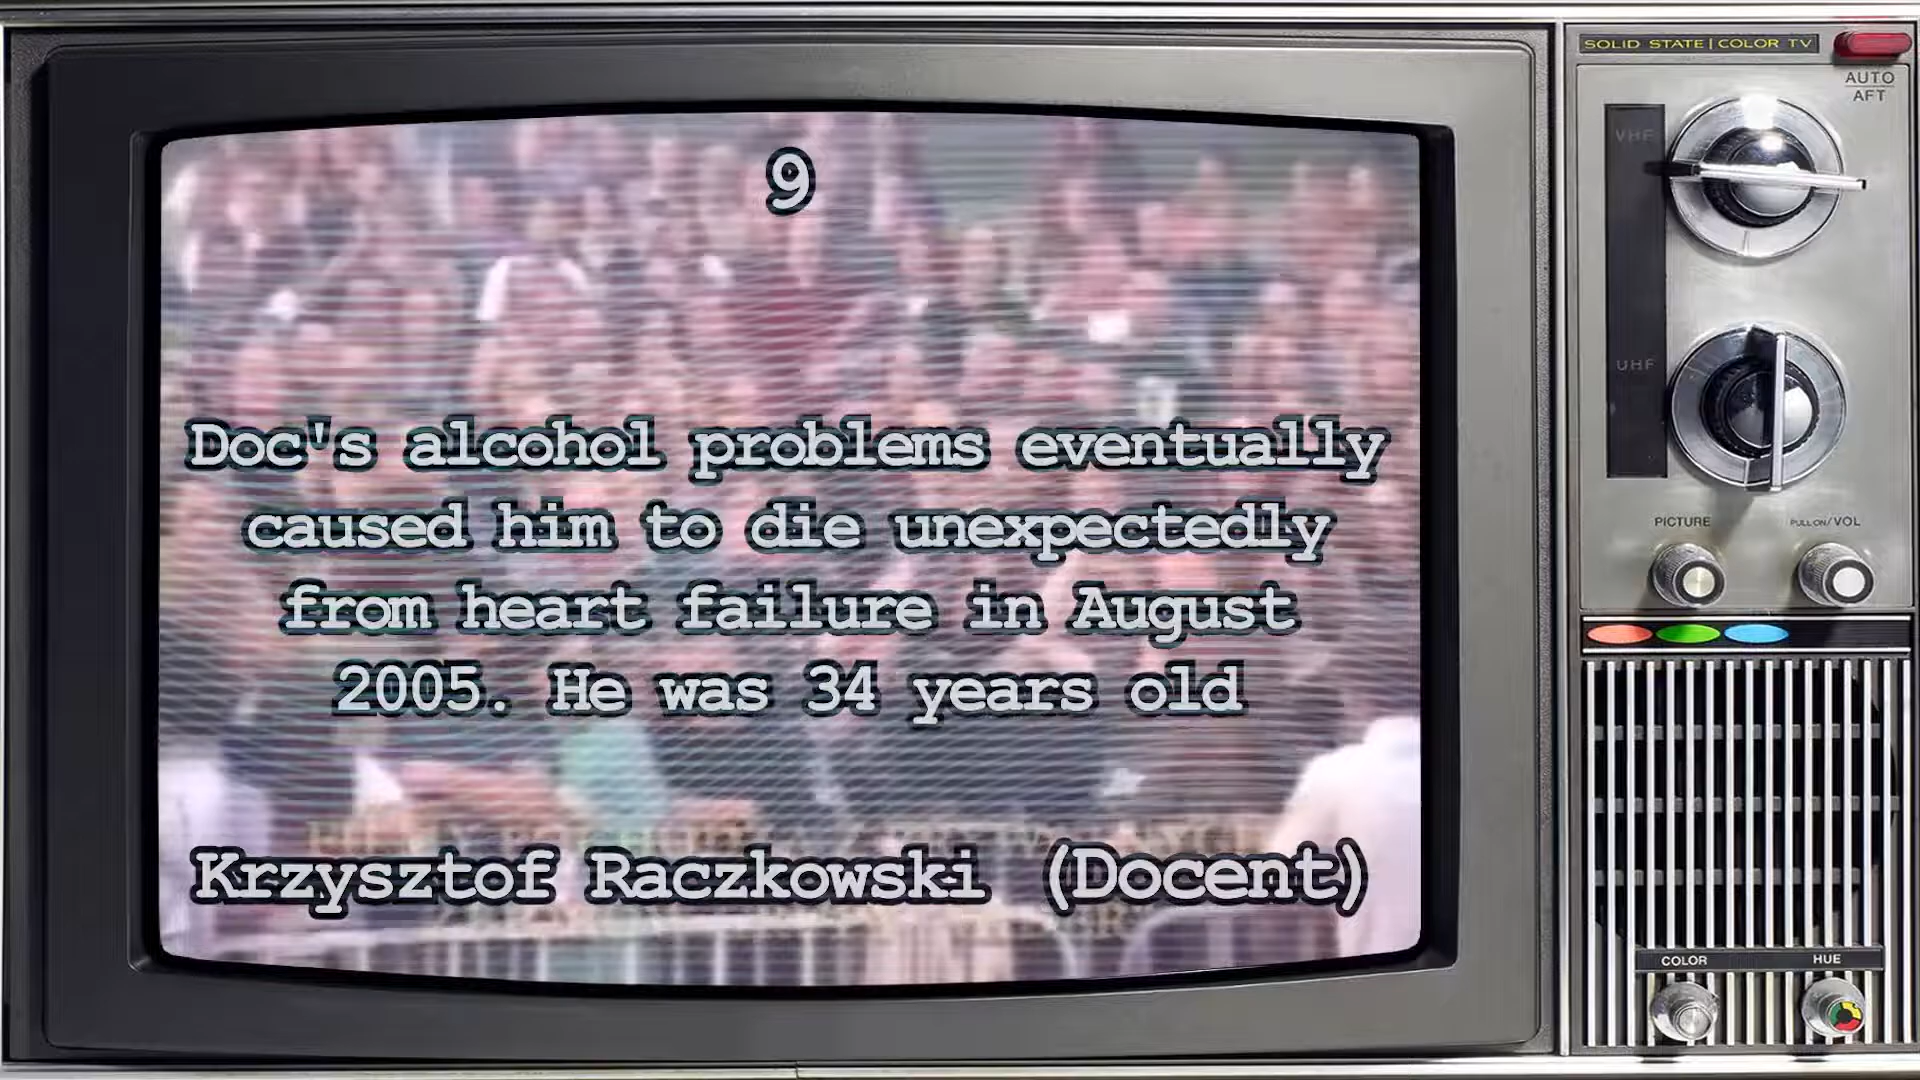 SOLID STATE | COLOR TV
AUTO
AFT
VHF
9
UHF
Doc's alcohol problems eventually
caused him to die unexpectedly
from heart failure in August
2005. He was 34 years old
PICTURE
PULL ON/VOL
Krzysztof Raczkowski (Docent)
COLOR
HUE